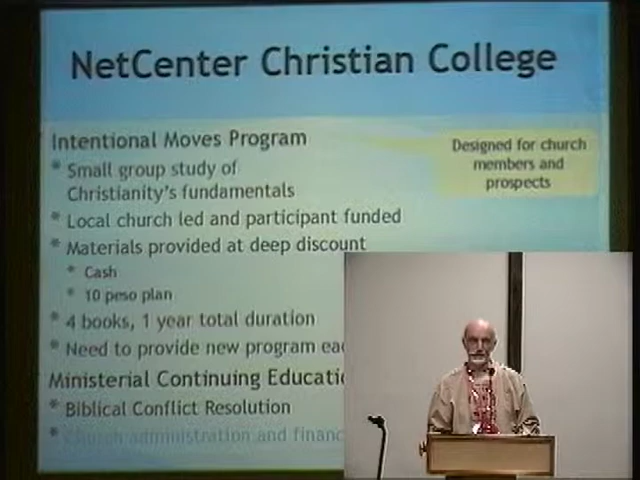 NetCenter Christian College
Intentional Moves Program
* Small group study of
Christianity's fundamentals
* Local church led and participant funded
* Materials provided at deep discount
* Cash
* 10 peso plan
* 4 books, 1 year total duration
* Need to provide new program eac
Ministerial Continuing Educatio
* Biblical Conflict Resolution
* Church administration and financ
Designed for church
members and
prospects